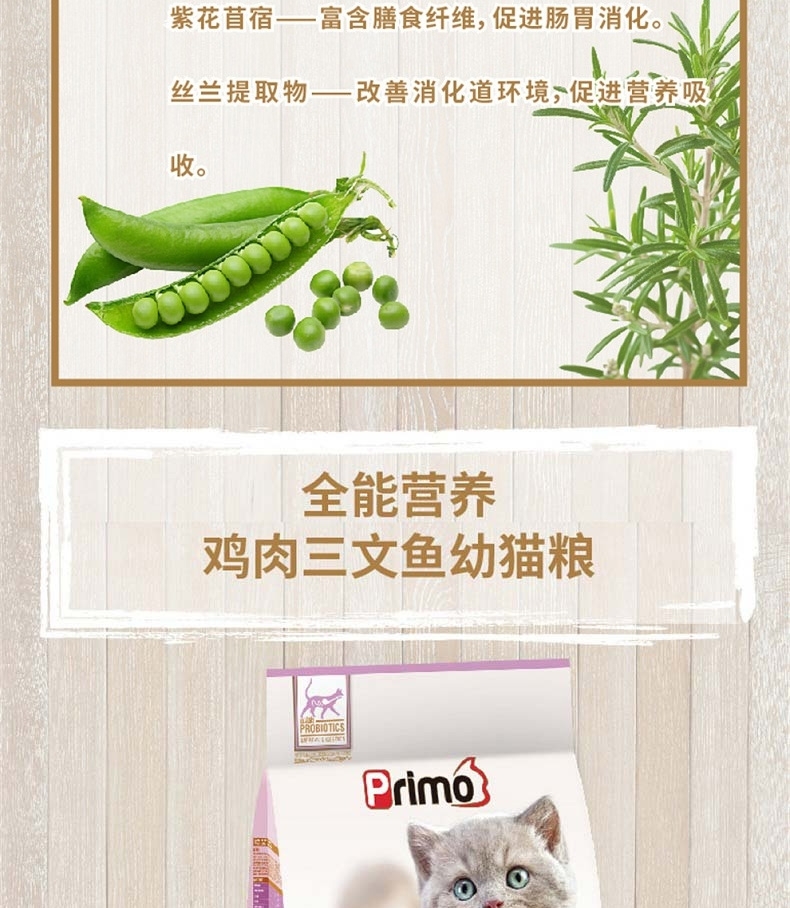 紫花苜宿——富含膳食纤维，促进肠胃消化。
丝兰提取物——改善消化道环境，促进营养吸
收。
全能营养
鸡肉三文鱼幼猫粮
PROBIOTICS
Primo